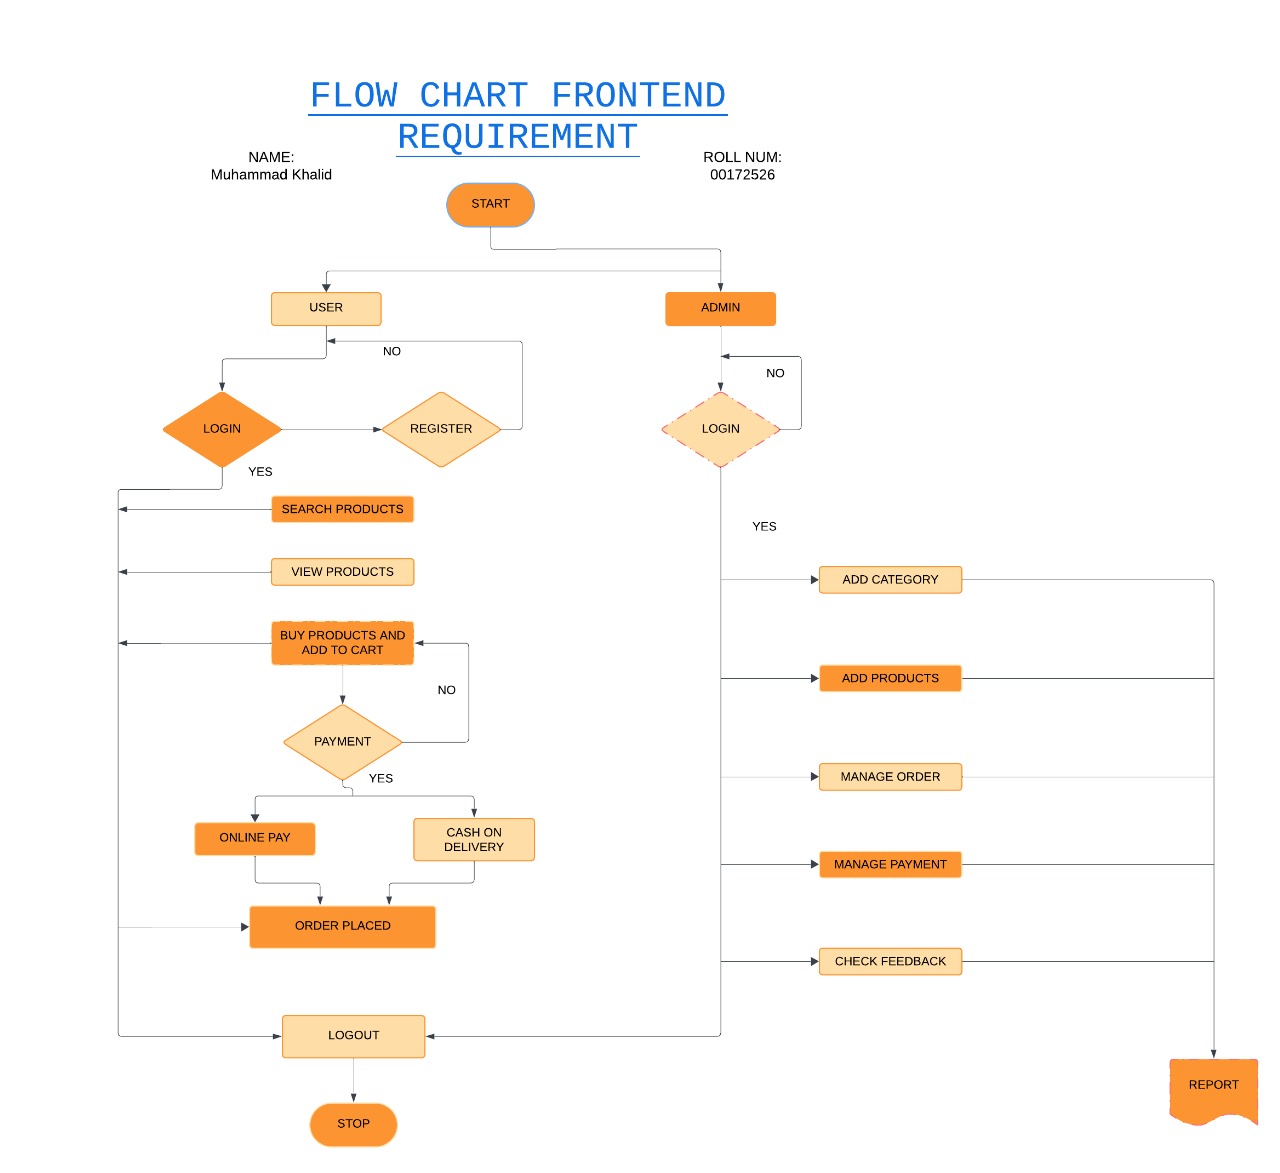 FLOW CHART FRONTEND
REQUIREMENT
NAME:
Muhammad Khalid
ROLL NUM:
00172526
START
USER
ADMIN
NO
NO
LOGIN
REGISTER
LOGIN
YES
SEARCH PRODUCTS
YES
VIEW PRODUCTS
ADD CATEGORY
BUY PRODUCTS AND
ADD TO CART
ADD PRODUCTS
NO
PAYMENT
YES
MANAGE ORDER
ONLINE PAY
CASH ON
DELIVERY
MANAGE PAYMENT
ORDER PLACED
CHECK FEEDBACK
LOGOUT
REPORT
STOP